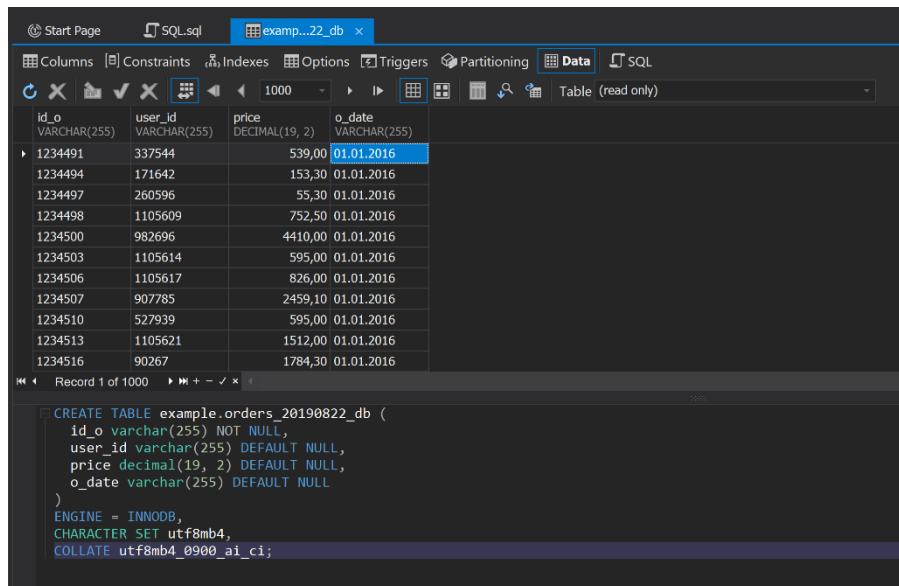 Start Page SQL.sql examp...22_db ×
Columns Constraints Indexes Options Triggers Partitioning Data SQL
1000 Table (read only)
id_o user_id price o_date
VARCHAR(255) VARCHAR(255) DECIMAL(19, 2) VARCHAR(255)
1234491 337544 539,00 01.01.2016
1234494 171642 153,30 01.01.2016
1234497 260596 55,30 01.01.2016
1234498 1105609 752,50 01.01.2016
1234500 982696 4410,00 01.01.2016
1234503 1105614 595,00 01.01.2016
1234506 1105617 826,00 01.01.2016
1234507 907785 2459,10 01.01.2016
1234510 527939 595,00 01.01.2016
1234513 1105621 1512,00 01.01.2016
1234516 90267 1784,30 01.01.2016
Record 1 of 1000
CREATE TABLE example.orders_20190822_db (
id_o varchar(255) NOT NULL,
user_id varchar(255) DEFAULT NULL,
price decimal(19, 2) DEFAULT NULL,
o_date varchar(255) DEFAULT NULL
)
ENGINE = INNODB,
CHARACTER SET utf8mb4,
COLLATE utf8mb4_0900_ai_ci;